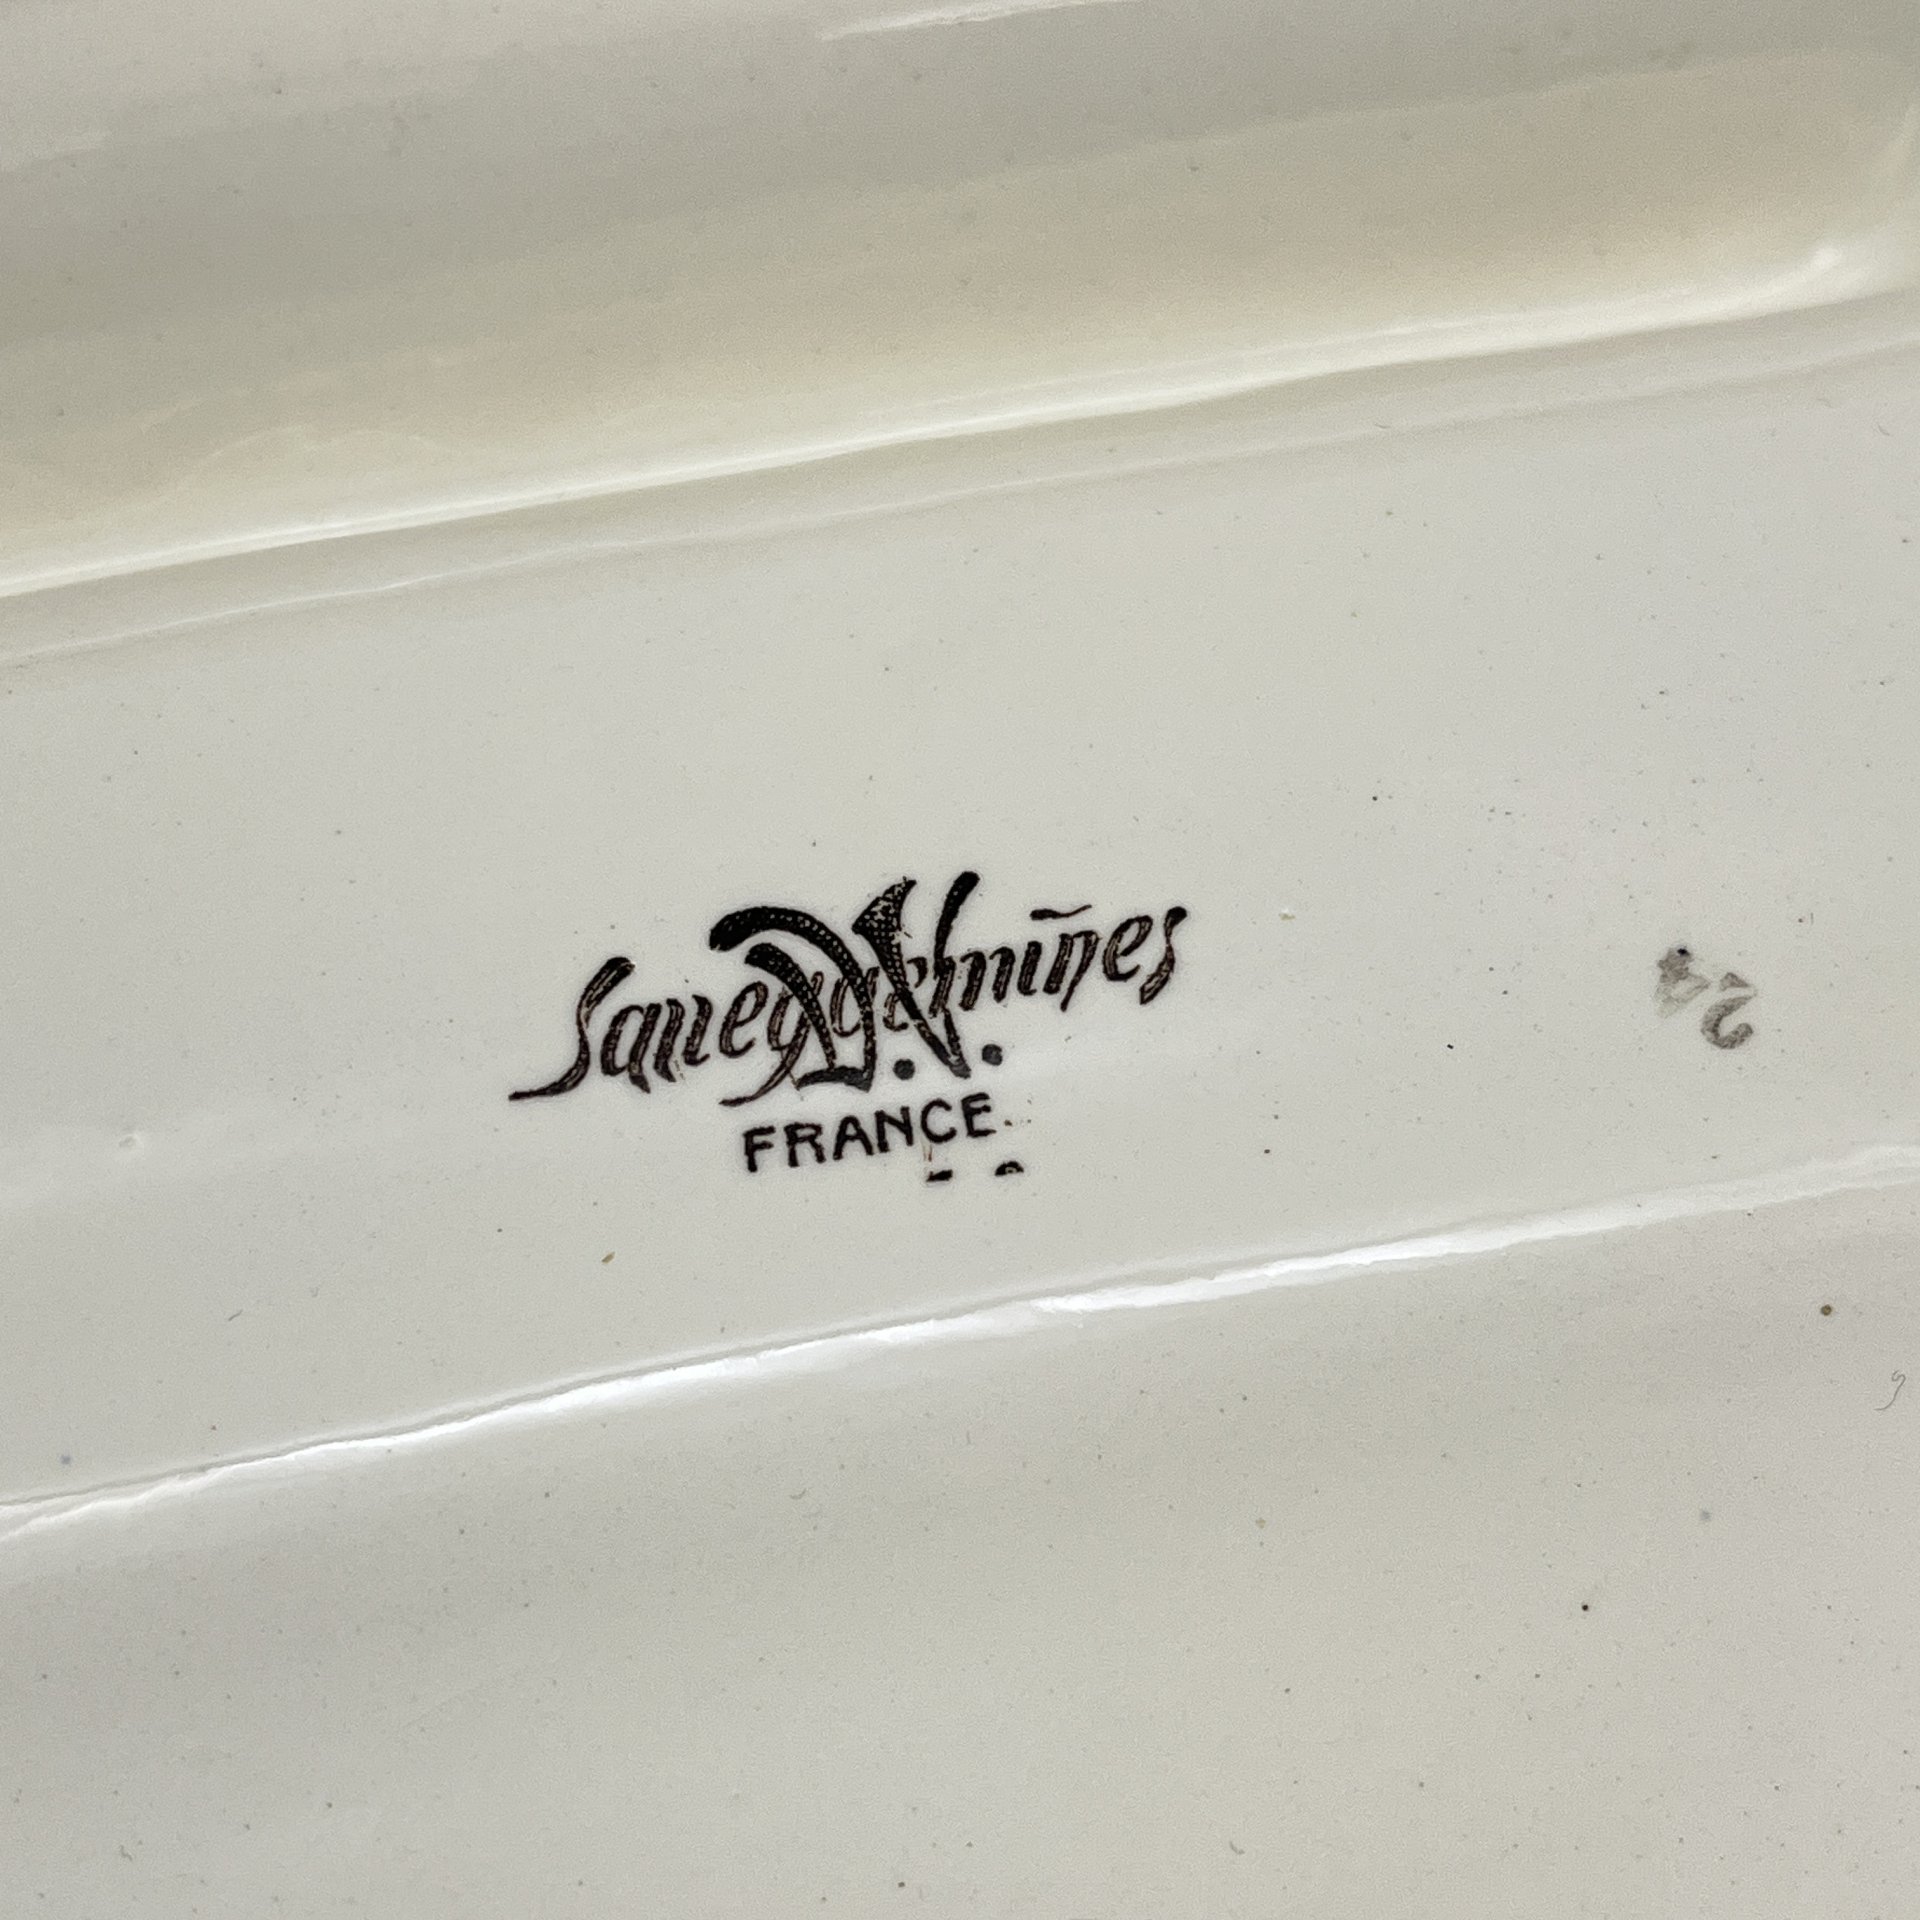 Sarreguemines
D.V.
FRANCE.
24